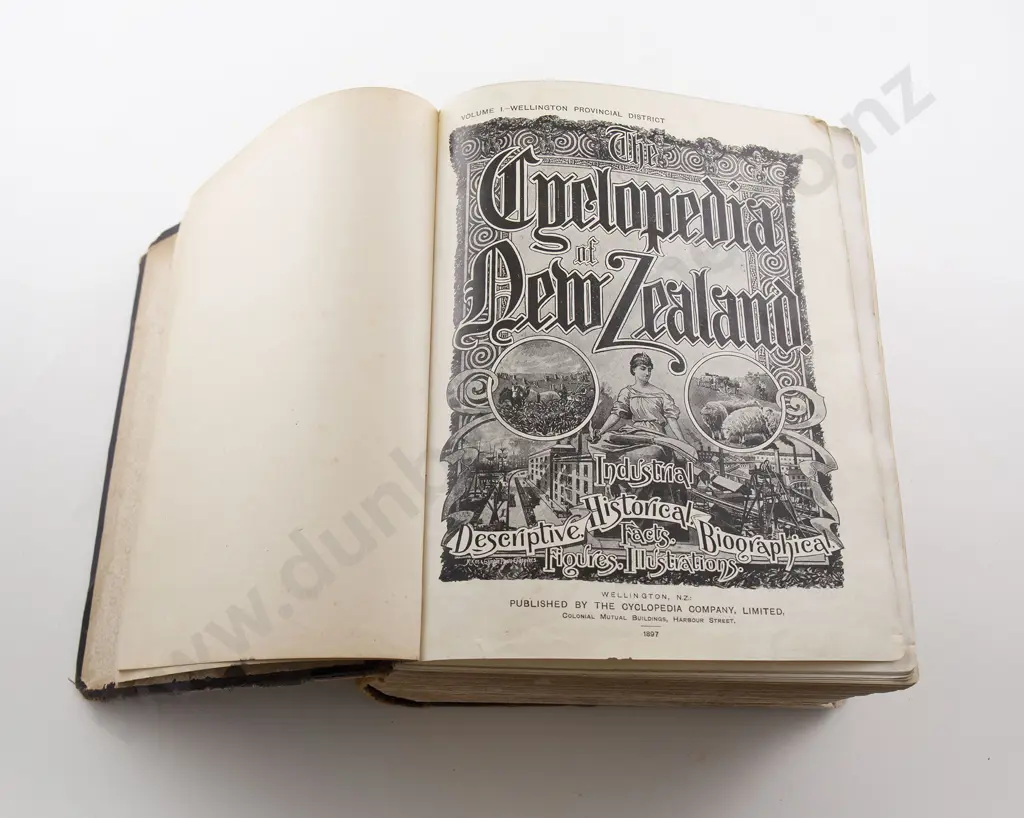 VOLUME I.—WELLINGTON PROVINCIAL DISTRICT
The
Cyclopedia
of
New Zealand.
Industrial
Descriptive. Historical Biographical
Facts.
Figures. Illustrations.
WELLINGTON, N.Z.:
PUBLISHED BY THE CYCLOPEDIA COMPANY, LIMITED,
COLONIAL MUTUAL BUILDINGS, HARBOUR STREET.
1897